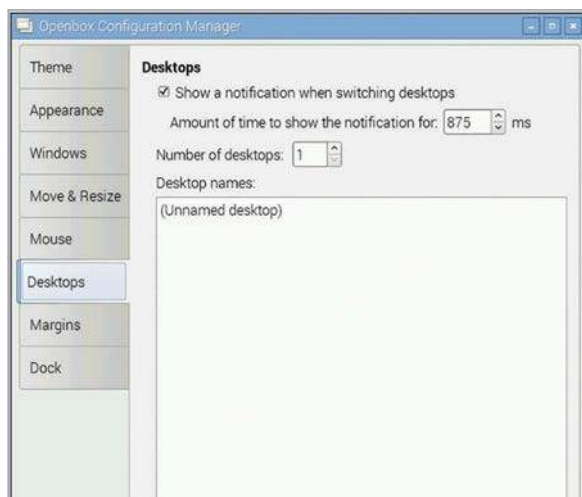 Openbox Configuration Manager
Theme
Appearance
Windows
Move & Resize
Mouse
Desktops
Margins
Dock
Desktops
Show a notification when switching desktops
Amount of time to show the notification for: 875 ms
Number of desktops: 1
Desktop names:
(Unnamed desktop)